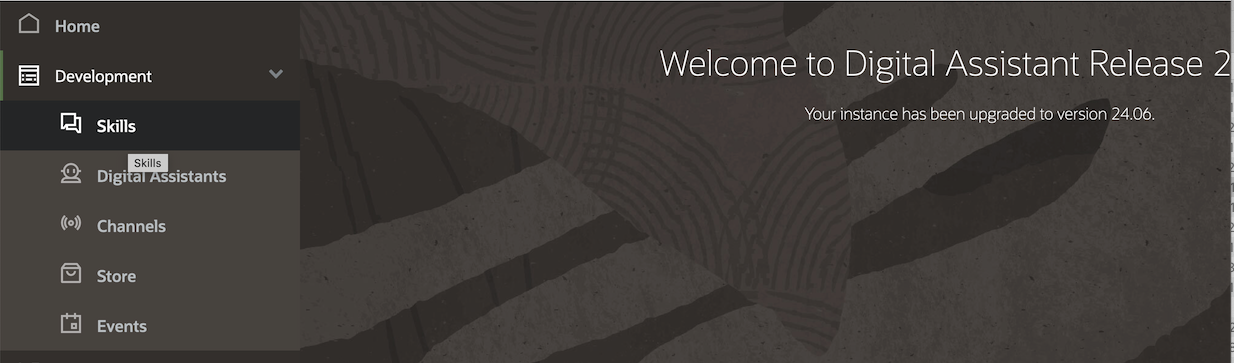 Home
Development
Skills
Skills
Digital Assistants
Channels
Store
Events
Welcome to Digital Assistant Release 2
Your instance has been upgraded to version 24.06.